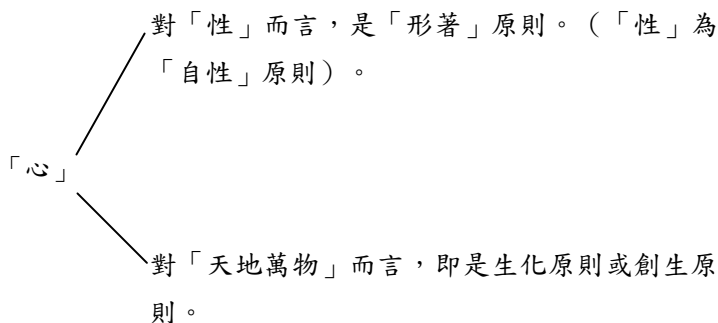 對「性」而言，是「形著」原則。（「性」為
「自性」原則）。
「心」
對「天地萬物」而言，即是生化原則或創生原
則。